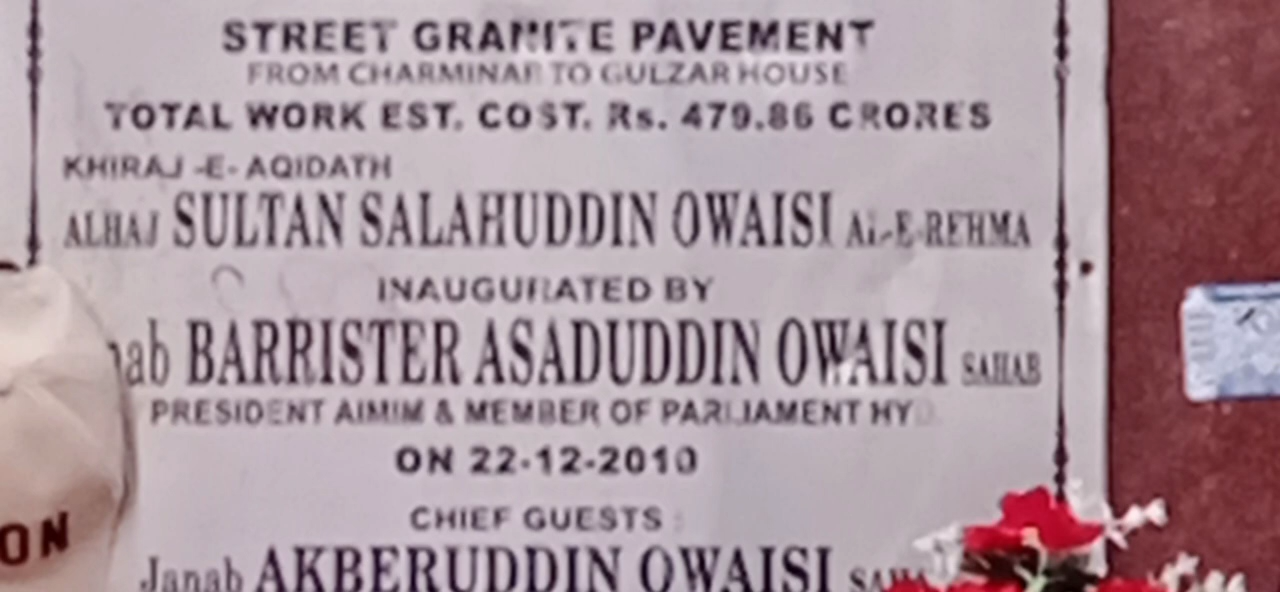 STREET GRANITE PAVEMENT
FROM CHARMINAR TO GULZAR HOUSE
TOTAL WORK EST. COST. Rs. 479.86 CRORES
KHIRAJ -E- AQIDATH
ALHAJ SULTAN SALAHUDDIN OWAISI AL-E-REHMA
INAUGURATED BY
BARRISTER ASADUDDIN OWAISI SAHAB
PRESIDENT AIMIM & MEMBER OF PARLIAMENT HYD.
ON 22-12-2010
CHIEF GUESTS :
Janab AKBERUDDIN OWAISI
ON